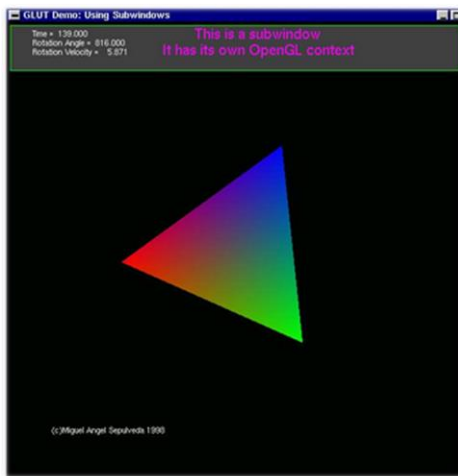 GLUT Demo: Using Subwindows
Time = 139.000
Rotation Angle = 816.000
Rotation Velocity = 5.871
This is a subwindow
It has its own OpenGL context
(c)Miguel Angel Sepulveda 1998